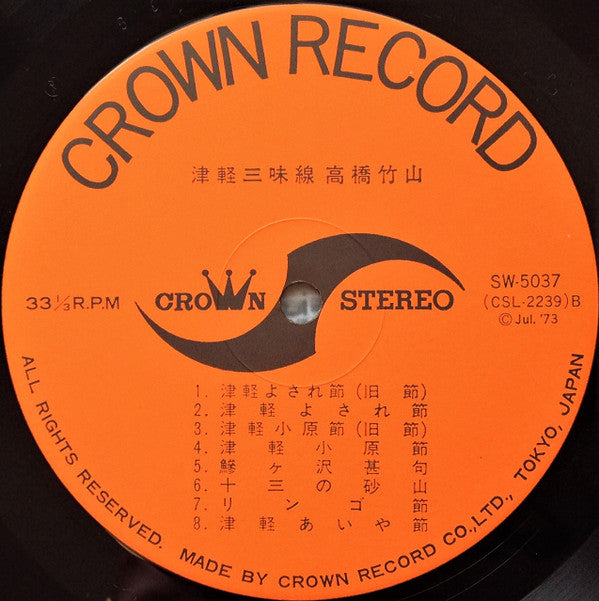 CROWN RECORD
津軽三味線 高橋竹山
33 1/3 R.P.M
CROWN STEREO
SW-5037
(CSL-2239) B
Ⓒ Jul. '73
1. 津軽よされ節 (旧節)
2. 津軽よされ節
3. 津軽小原節 (旧節)
4. 津軽小原節
5. 鰺ヶ沢甚句
6. 十三の砂山
7. リンゴ節
8. 津軽あいや節
ALL RIGHTS RESERVED. MADE BY CROWN RECORD CO.,LTD., TOKYO, JAPAN